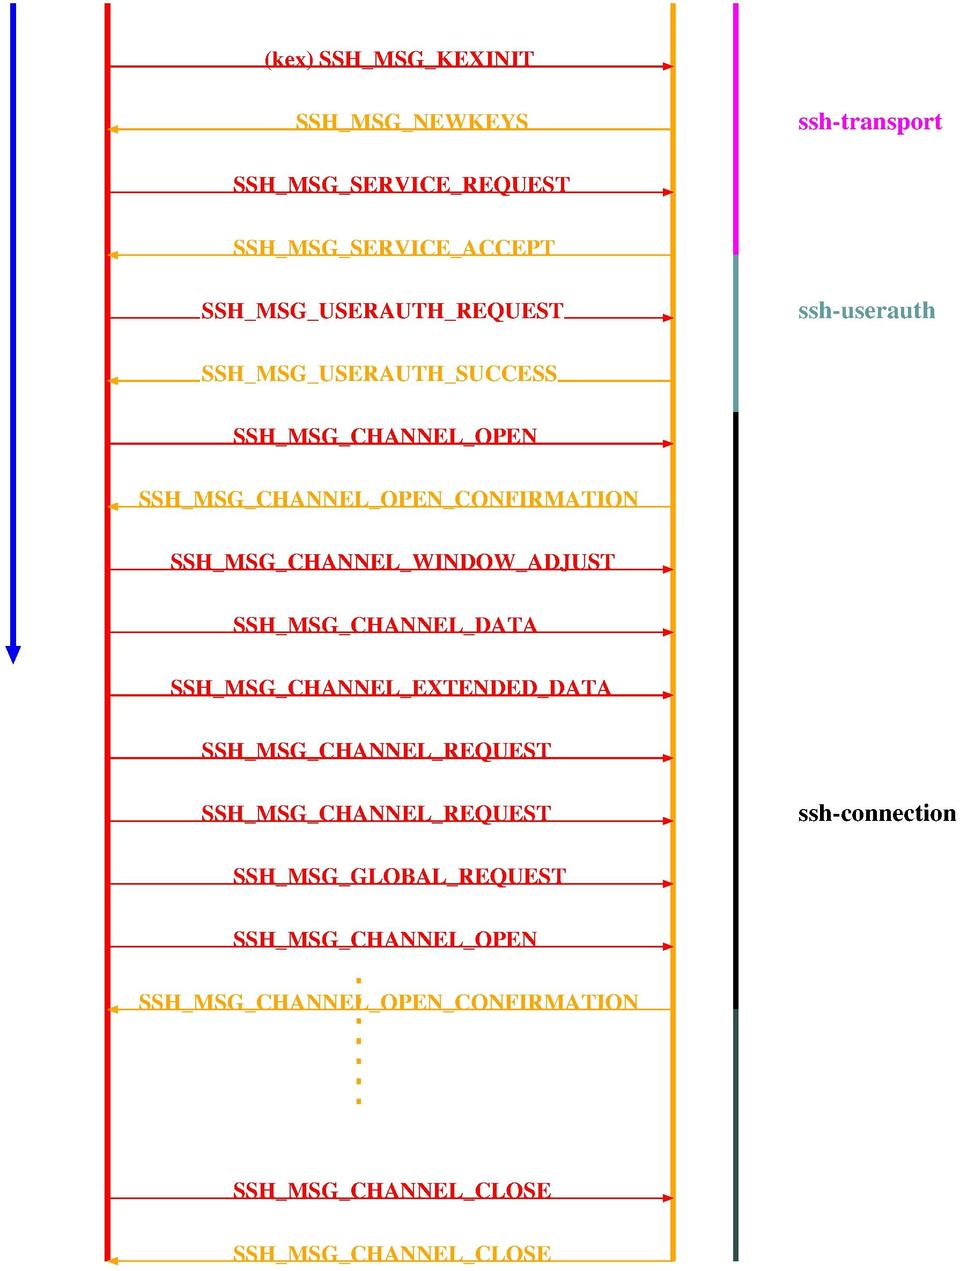 (kex) SSH_MSG_KEXINIT
SSH_MSG_NEWKEYS
ssh-transport
SSH_MSG_SERVICE_REQUEST
SSH_MSG_SERVICE_ACCEPT
SSH_MSG_USERAUTH_REQUEST
ssh-userauth
SSH_MSG_USERAUTH_SUCCESS
SSH_MSG_CHANNEL_OPEN
SSH_MSG_CHANNEL_OPEN_CONFIRMATION
SSH_MSG_CHANNEL_WINDOW_ADJUST
SSH_MSG_CHANNEL_DATA
SSH_MSG_CHANNEL_EXTENDED_DATA
SSH_MSG_CHANNEL_REQUEST
SSH_MSG_CHANNEL_REQUEST
ssh-connection
SSH_MSG_GLOBAL_REQUEST
SSH_MSG_CHANNEL_OPEN
SSH_MSG_CHANNEL_OPEN_CONFIRMATION
SSH_MSG_CHANNEL_CLOSE
SSH_MSG_CHANNEL_CLOSE